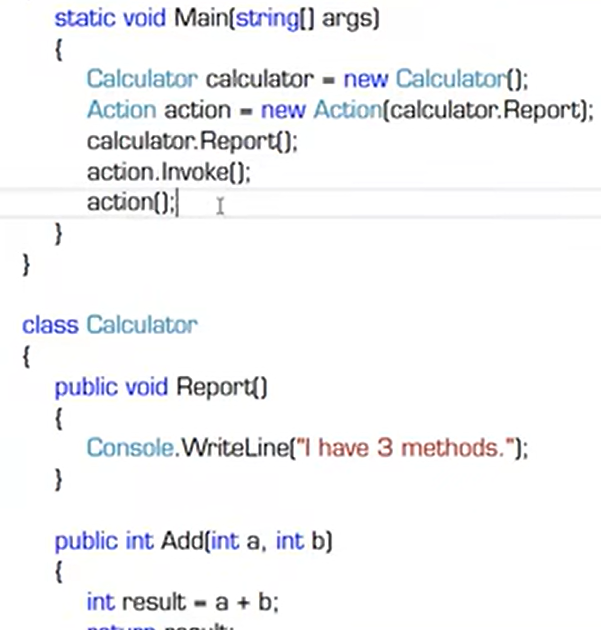 static void Main(string[] args)
{
Calculator calculator = new Calculator();
Action action = new Action(calculator.Report);
calculator.Report();
action.Invoke();
action();
}
}
class Calculator
{
public void Report()
{
Console.WriteLine("I have 3 methods.");
}
public int Add(int a, int b)
{
int result = a + b;